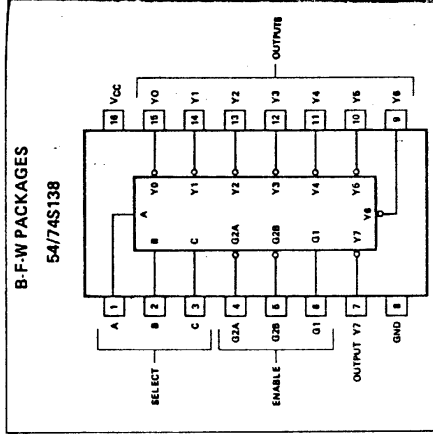 B-F-W PACKAGES
54/74S138
SELECT
A 1
B 2
C 3
ENABLE
G2A 4
G2B 5
G1 6
OUTPUT Y7 7
GND 8
A
B
C
G2A
G2B
G1
Y7
Y0
Y1
Y2
Y3
Y4
Y5
Y6
16 VCC
15 Y0
14 Y1
13 Y2
12 Y3
11 Y4
10 Y5
9 Y6
OUTPUTS